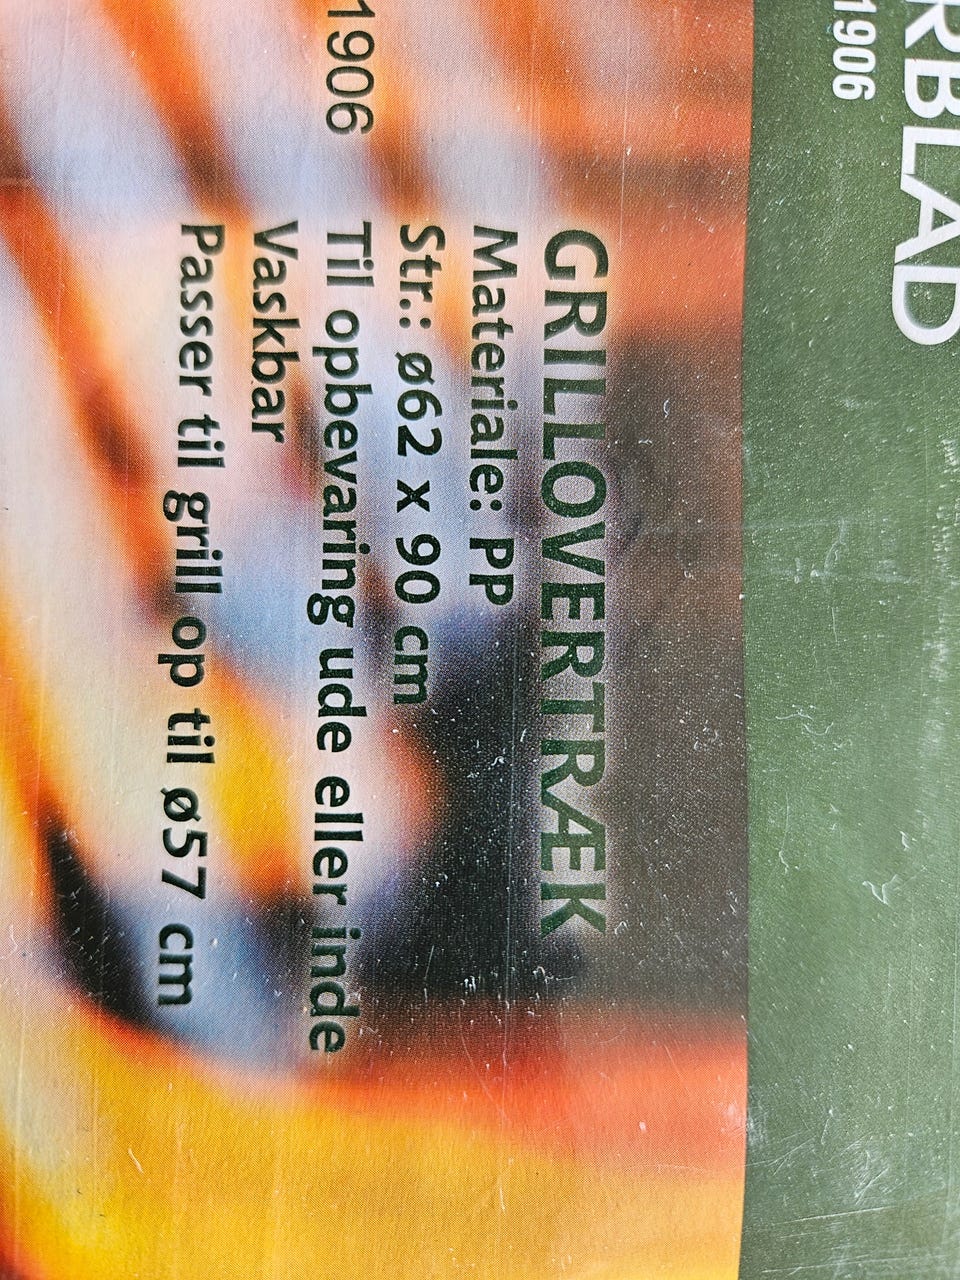 RBLAD
1906
1906
GRILLOVERTRÆK
Materiale: PP
Str.: ø62 x 90 cm
Til opbevaring ude eller inde
Vaskbar
Passer til grill op til ø57 cm